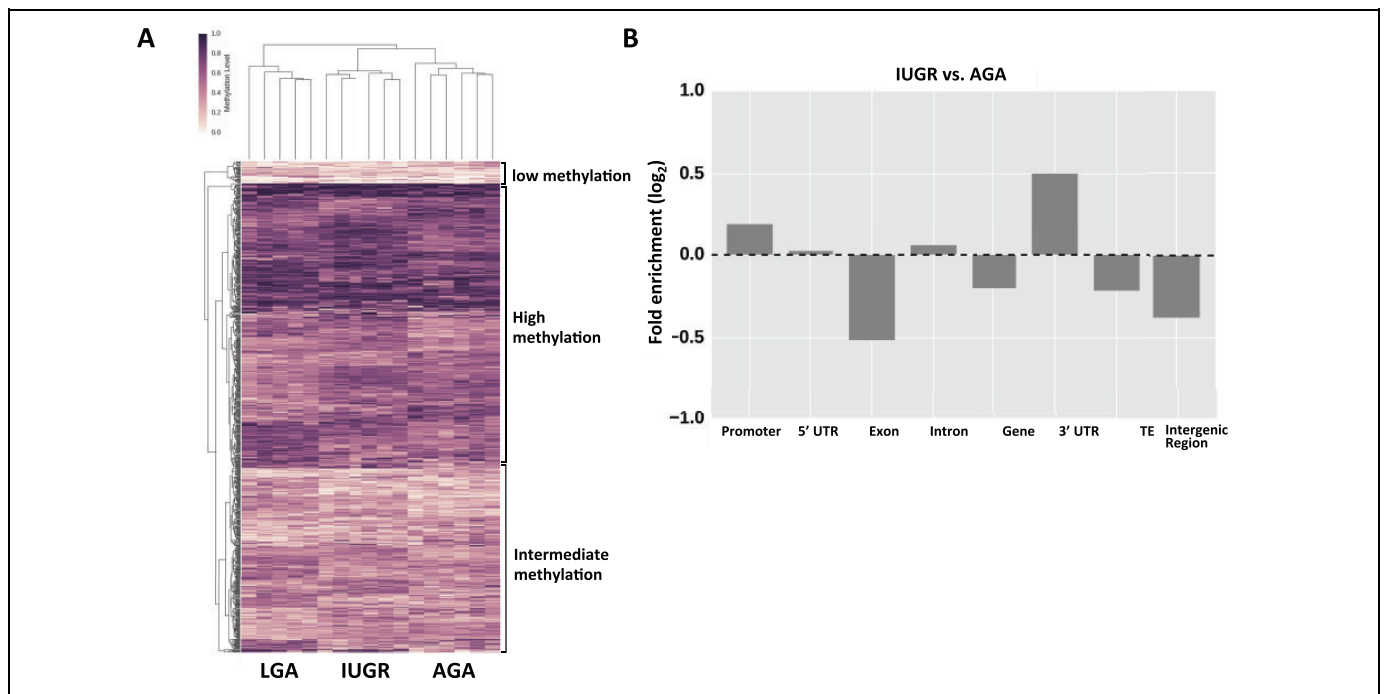 A
B
1.0
0.8
0.6
0.4
0.2
0.0
Methylation Level
low methylation
High
methylation
Intermediate
methylation
LGA IUGR AGA
IUGR vs. AGA
Fold enrichment (log2)
1.0
0.5
0.0
−0.5
−1.0
Promoter 5’ UTR Exon Intron Gene 3’ UTR TE Intergenic
Region